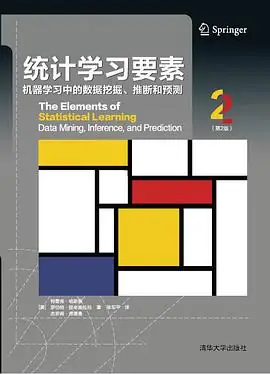 Springer
统计学习要素
机器学习中的数据挖掘、推断和预测
The Elements of
Statistical Learning
Data Mining, Inference, and Prediction
2
(第2版)
[美]
著
清华大学出版社